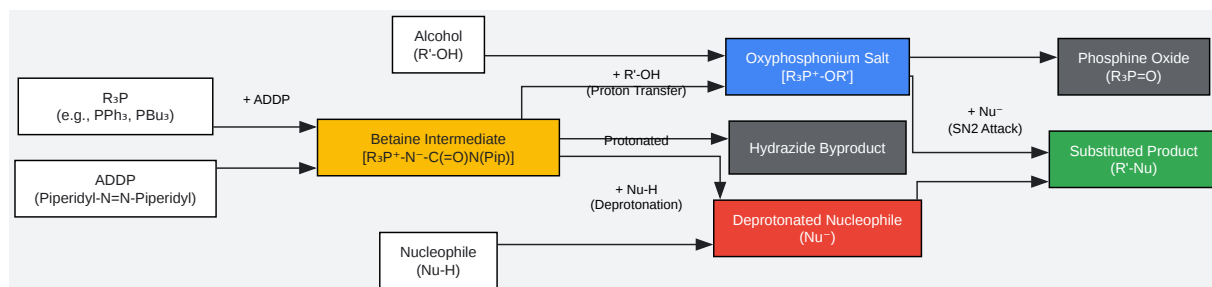 Alcohol
(R'-OH)
Oxyphosphonium Salt
[R₃P⁺-OR']
Phosphine Oxide
(R₃P=O)
R₃P
(e.g., PPh₃, PBu₃)
+ ADDP
+ R'-OH
(Proton Transfer)
+ Nu⁻
(SN2 Attack)
Betaine Intermediate
[R₃P⁺-N⁻-C(=O)N(Pip)]
Protonated
Hydrazide Byproduct
Substituted Product
(R'-Nu)
ADDP
(Piperidyl-N=N-Piperidyl)
+ Nu-H
(Deprotonation)
Deprotonated Nucleophile
(Nu⁻)
Nucleophile
(Nu-H)